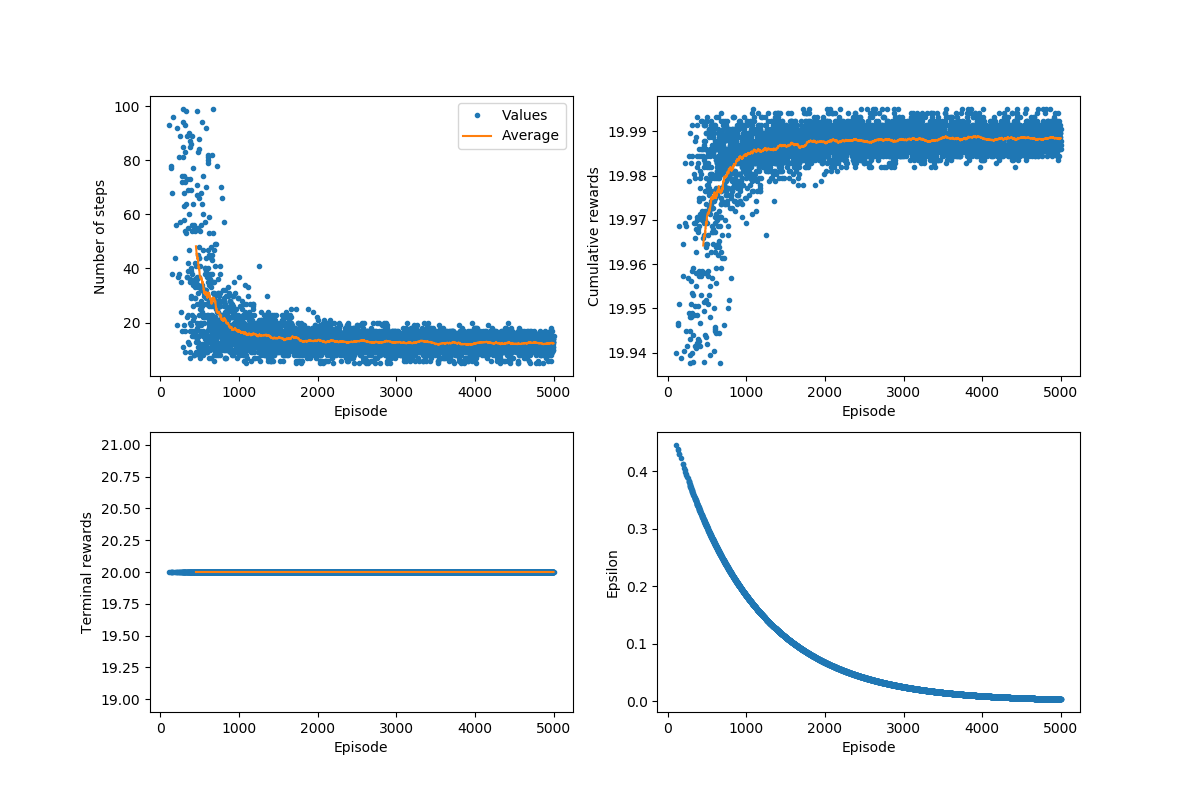 Number of steps
100
80
60
40
20
0 1000 2000 3000 4000 5000
Episode
Values
Average
Cumulative rewards
19.99
19.98
19.97
19.96
19.95
19.94
0 1000 2000 3000 4000 5000
Episode
Terminal rewards
21.00
20.75
20.50
20.25
20.00
19.75
19.50
19.25
19.00
0 1000 2000 3000 4000 5000
Episode
Epsilon
0.4
0.3
0.2
0.1
0.0
0 1000 2000 3000 4000 5000
Episode